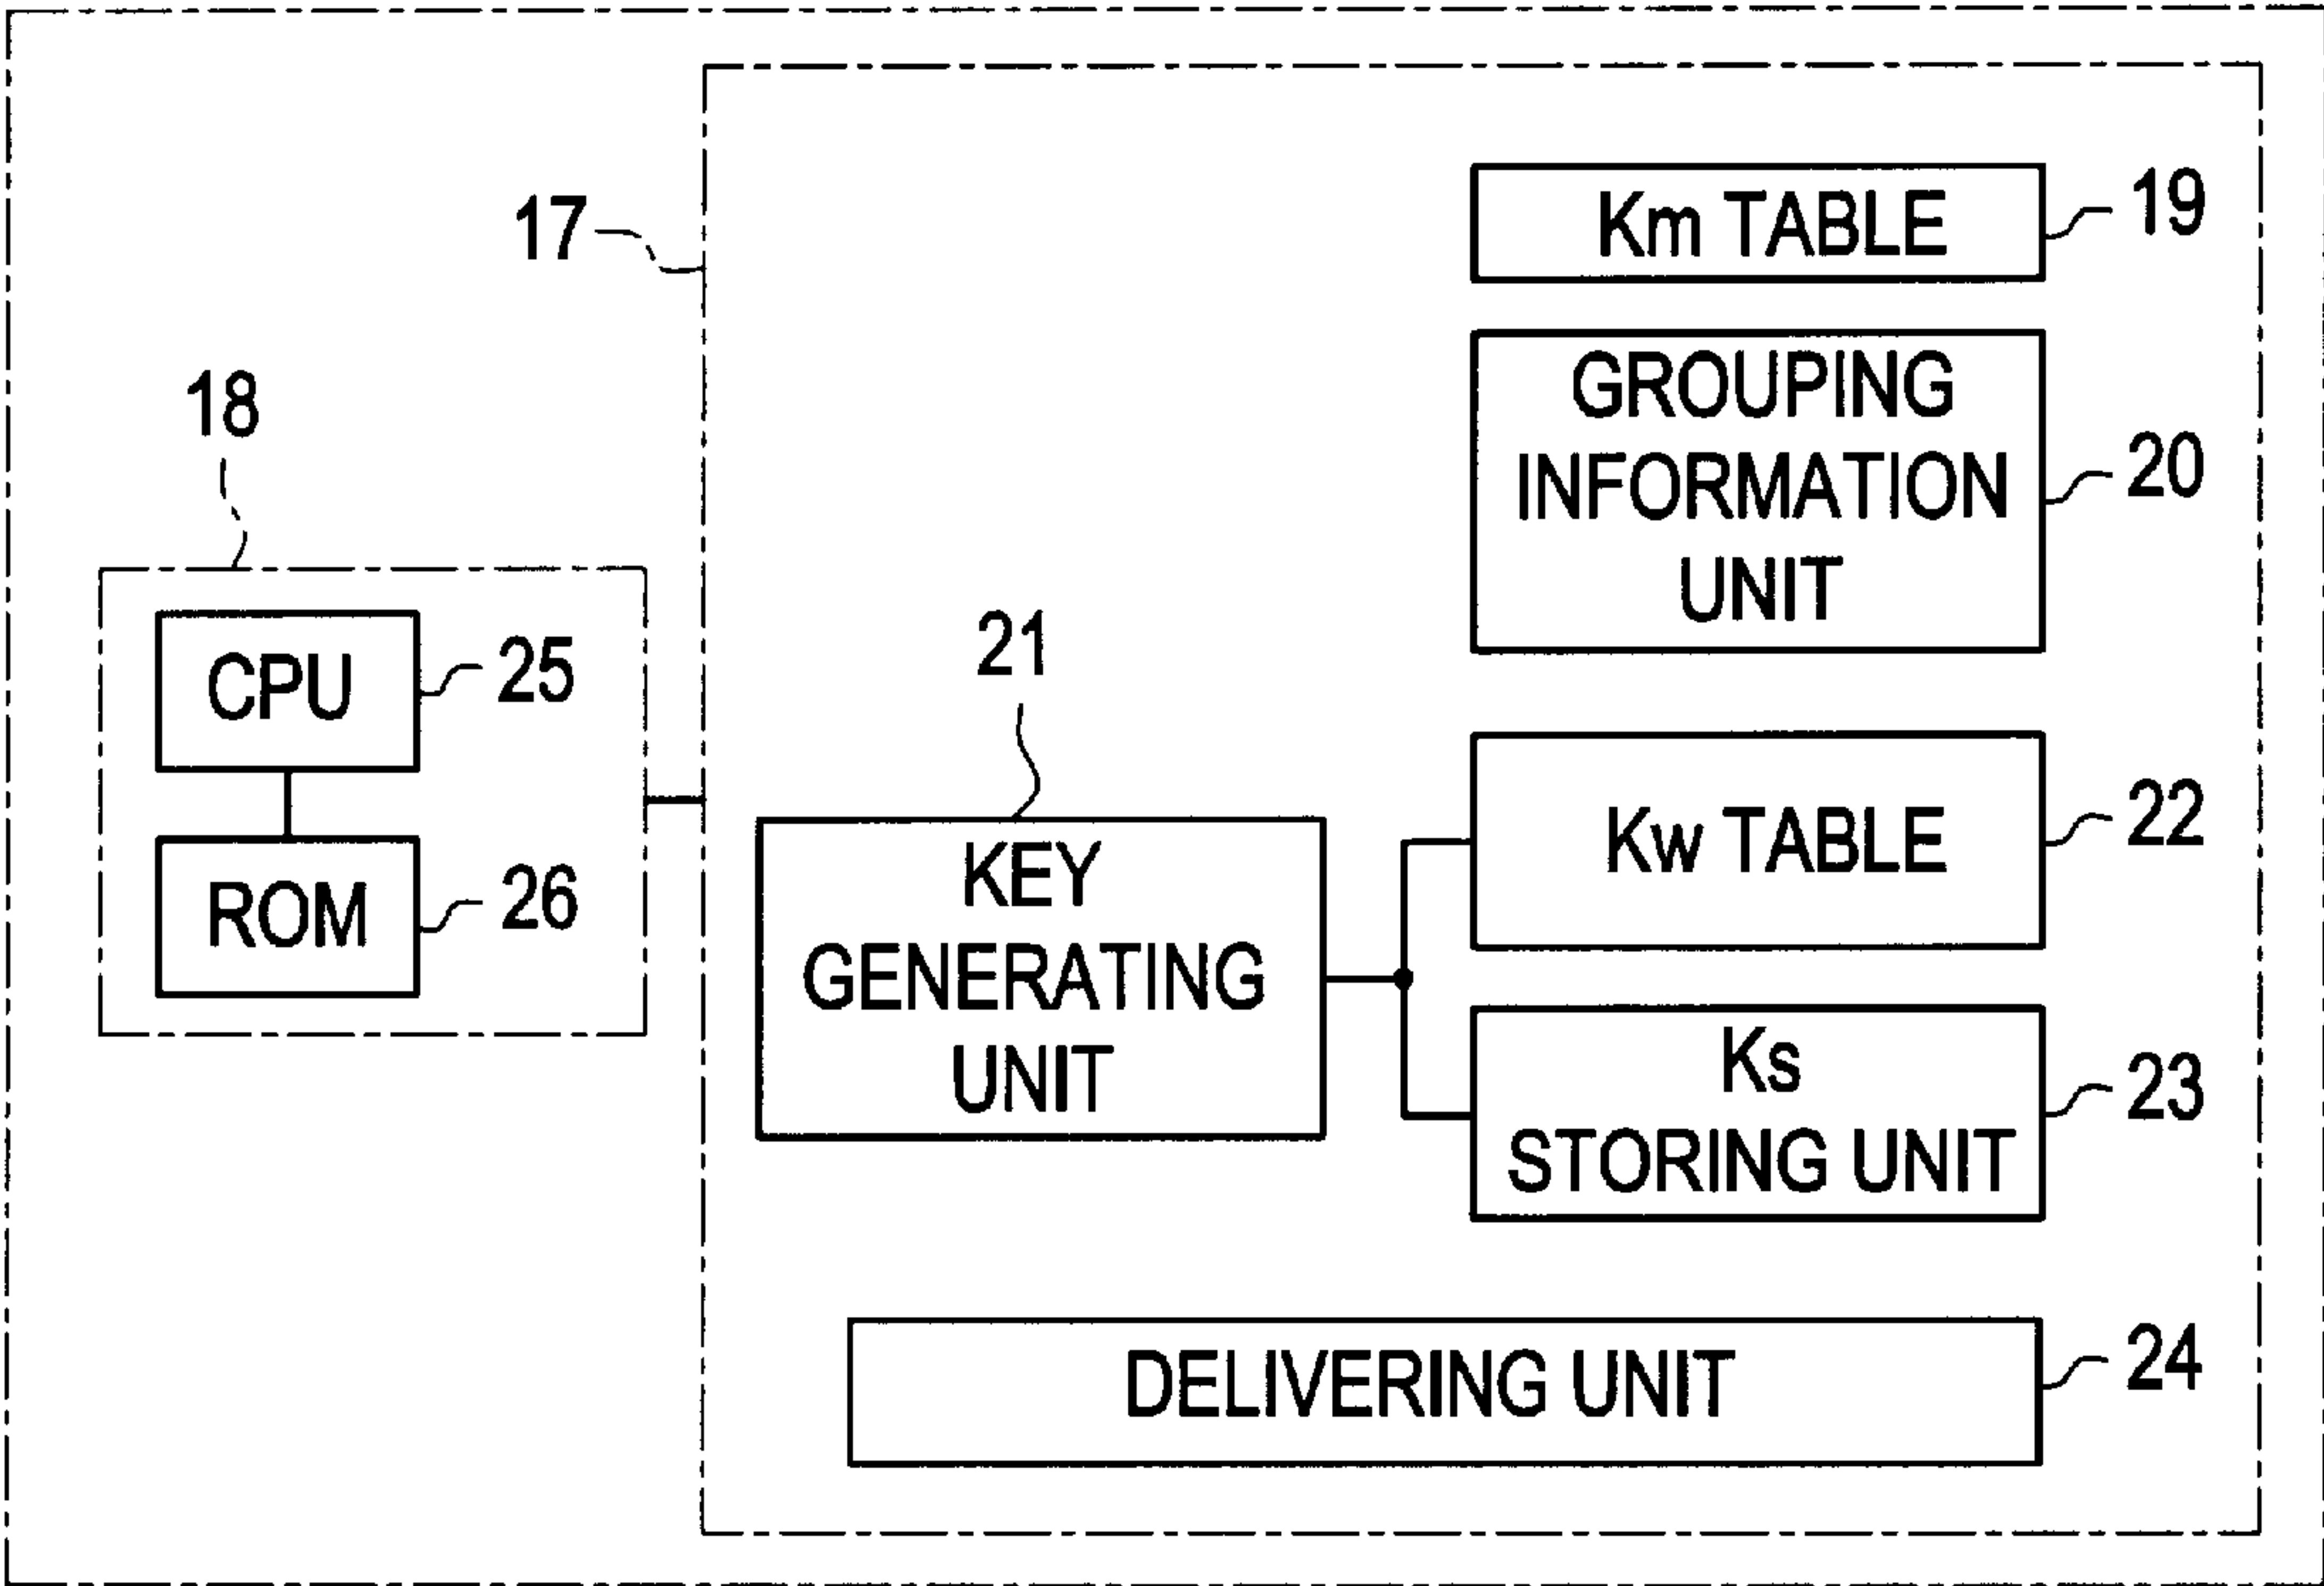 17
Km TABLE
19
GROUPING
INFORMATION
UNIT
20
18
CPU
25
ROM
26
21
KEY
GENERATING
UNIT
Kw TABLE
22
Ks
STORING UNIT
23
DELIVERING UNIT
24